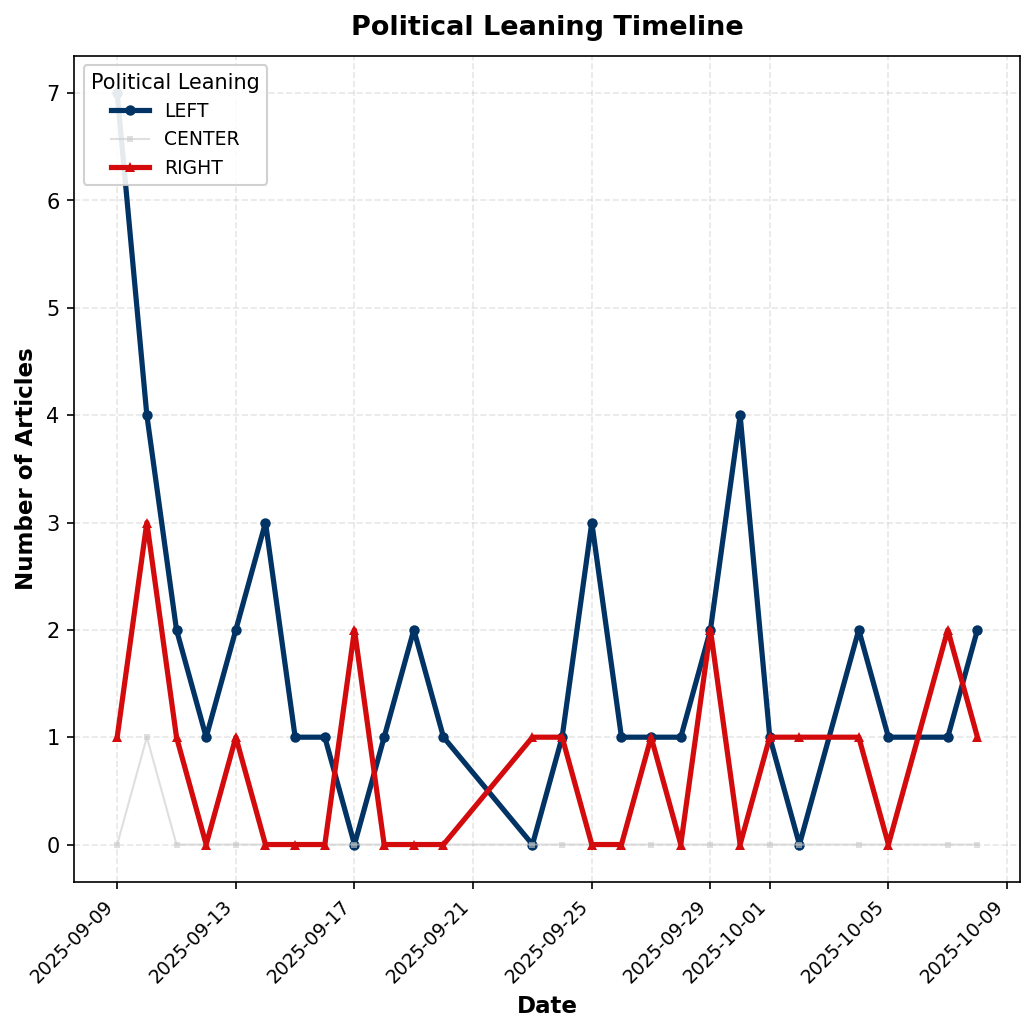 Political Leaning Timeline
Political Leaning
LEFT
CENTER
RIGHT
Number of Articles
7
6
5
4
3
2
1
0
2025-09-09
2025-09-13
2025-09-17
2025-09-21
2025-09-25
2025-09-29
2025-10-01
2025-10-05
2025-10-09
Date